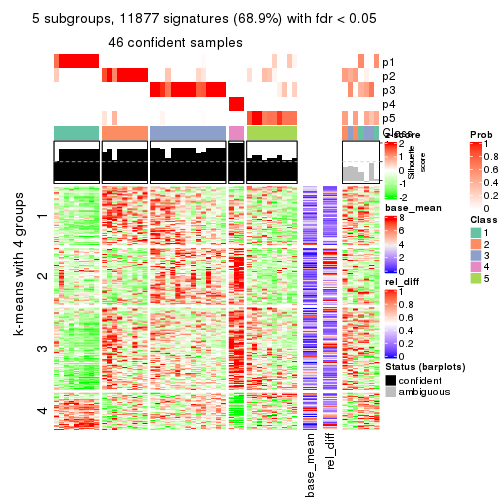 5 subgroups, 11877 signatures (68.9%) with fdr < 0.05
46 confident samples
p1
p2
p3
p4
p5
Class
z-score
2
1
0
-1
-2
Silhouette
score
base_mean
8
6
4
2
0
rel_diff
1
0.8
0.6
0.4
0.2
0
Status (barplots)
confident
ambiguous
Prob
1
0.8
0.6
0.4
0.2
0
Class
1
2
3
4
5
k-means with 4 groups
1
2
3
4
base_mean
rel_diff